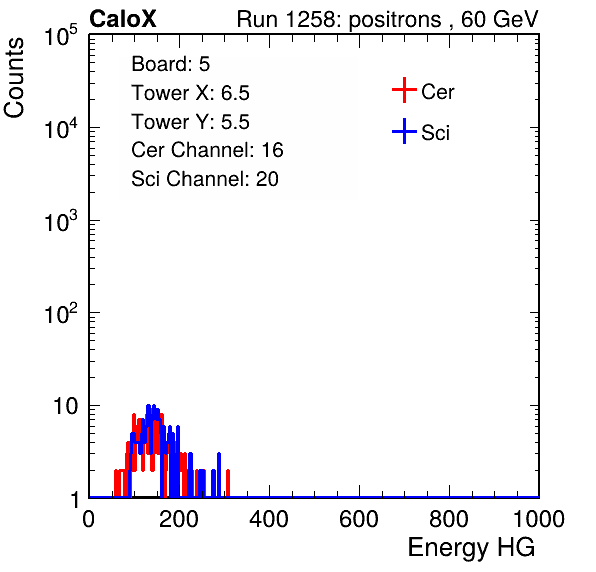 CaloX Run 1258: positrons , 60 GeV
Counts
Board: 5
Tower X: 6.5
Tower Y: 5.5
Cer Channel: 16
Sci Channel: 20
Cer
Sci
10^5
10^4
10^3
10^2
10
1
0 200 400 600 800 1000
Energy HG